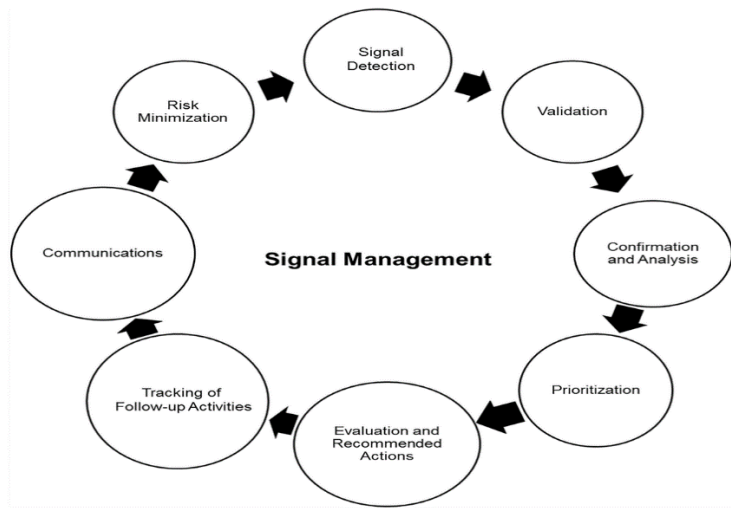 Signal
Detection
Validation
Confirmation
and Analysis
Prioritization
Evaluation and
Recommended
Actions
Tracking of
Follow-up Activities
Communications
Risk
Minimization
Signal Management